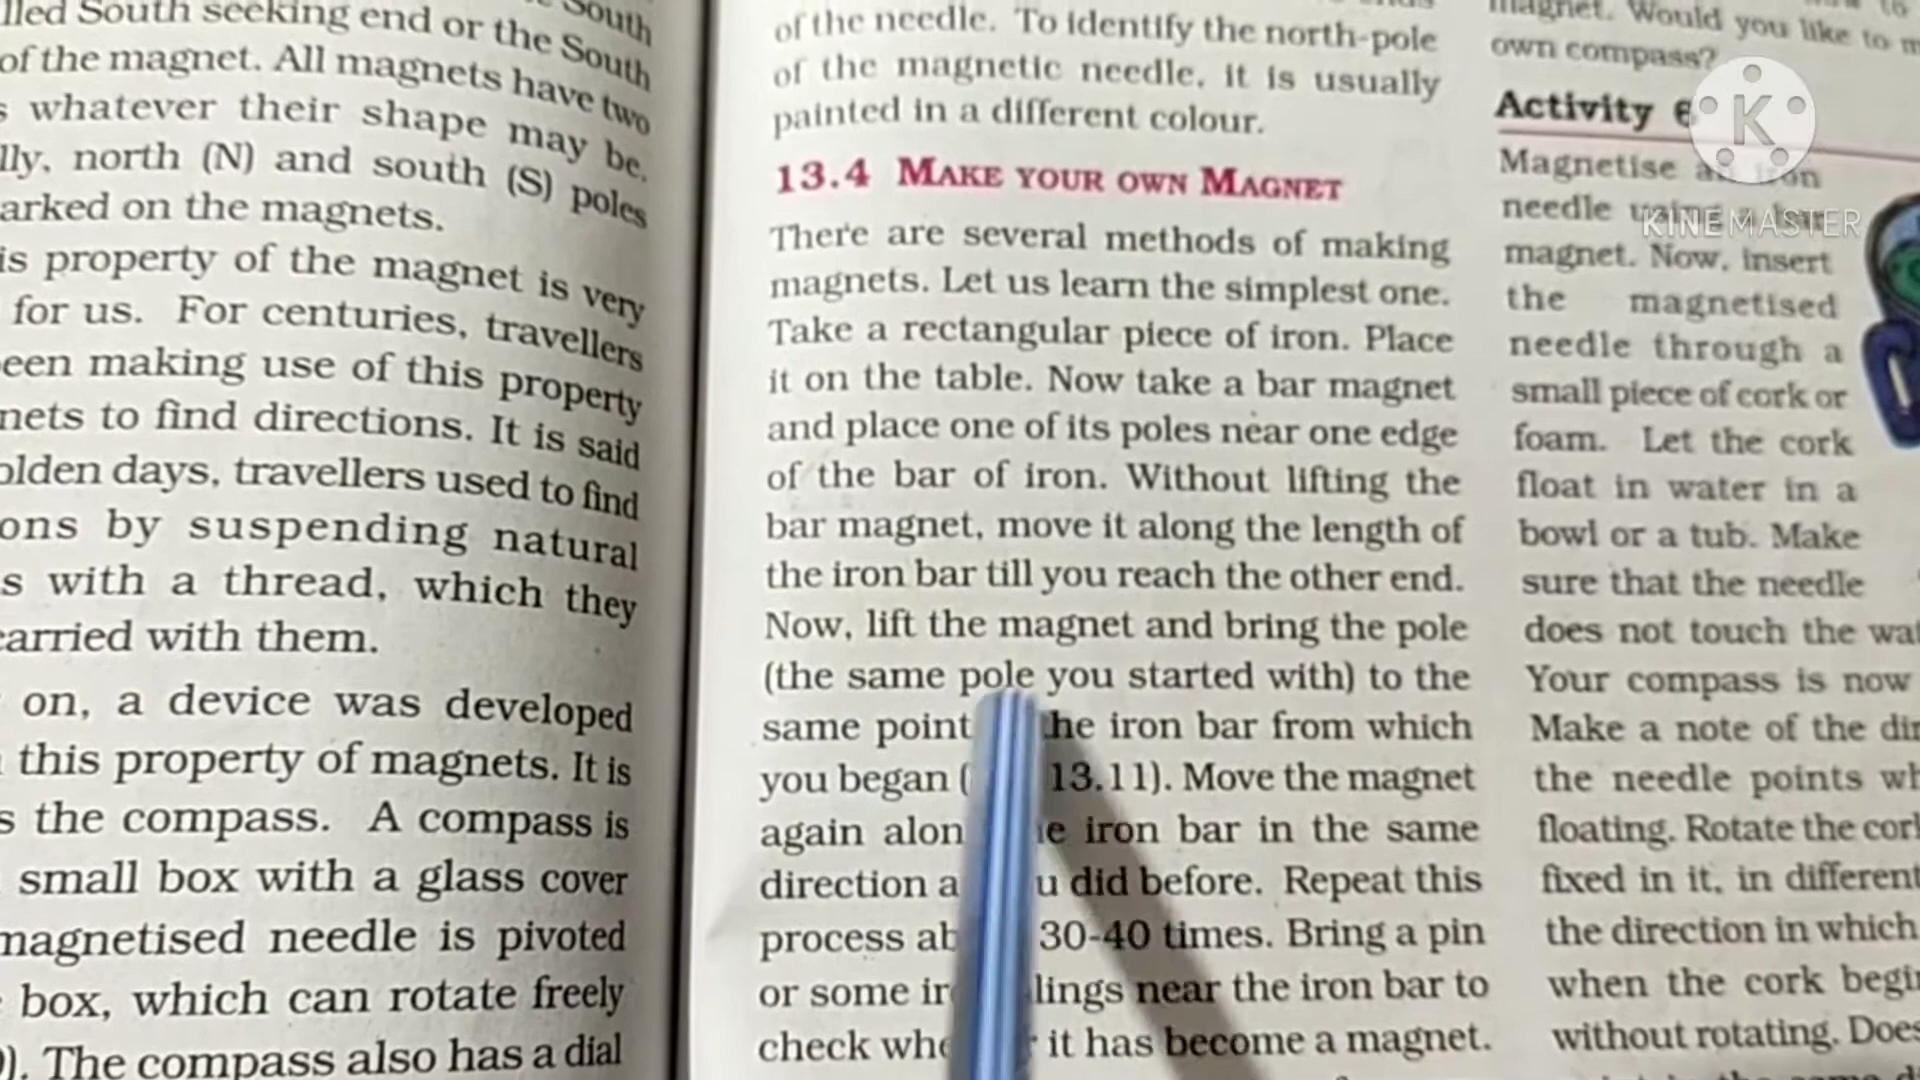 lled South seeking end or the South
of the magnet. All magnets have two
whatever their shape may be.
lly, north (N) and south (S) poles
arked on the magnets.
is property of the magnet is very
for us. For centuries, travellers
een making use of this property
nets to find directions. It is said
olden days, travellers used to find
ons by suspending natural
s with a thread, which they
carried with them.
on, a device was developed
this property of magnets. It is
s the compass. A compass is
small box with a glass cover
magnetised needle is pivoted
box, which can rotate freely
). The compass also has a dial
of the needle. To identify the north-pole
of the magnetic needle, it is usually
painted in a different colour.
13.4 MAKE YOUR OWN MAGNET
There are several methods of making
magnets. Let us learn the simplest one.
Take a rectangular piece of iron. Place
it on the table. Now take a bar magnet
and place one of its poles near one edge
of the bar of iron. Without lifting the
bar magnet, move it along the length of
the iron bar till you reach the other end.
Now, lift the magnet and bring the pole
(the same pole you started with) to the
same point he iron bar from which
you began ( 13.11). Move the magnet
again alon e iron bar in the same
direction a u did before. Repeat this
process ab 30-40 times. Bring a pin
or some ir lings near the iron bar to
check whe r it has become a magnet.
magnet. Would you like to m
own compass?
Activity 6
Magnetise an iron
needle using a bar
magnet. Now, insert
the magnetised
needle through a
small piece of cork or
foam. Let the cork
float in water in a
bowl or a tub. Make
sure that the needle
does not touch the wat
Your compass is now
Make a note of the dir
the needle points wh
floating. Rotate the cork
fixed in it, in different
the direction in which
when the cork begin
without rotating. Does
K
KINEMASTER